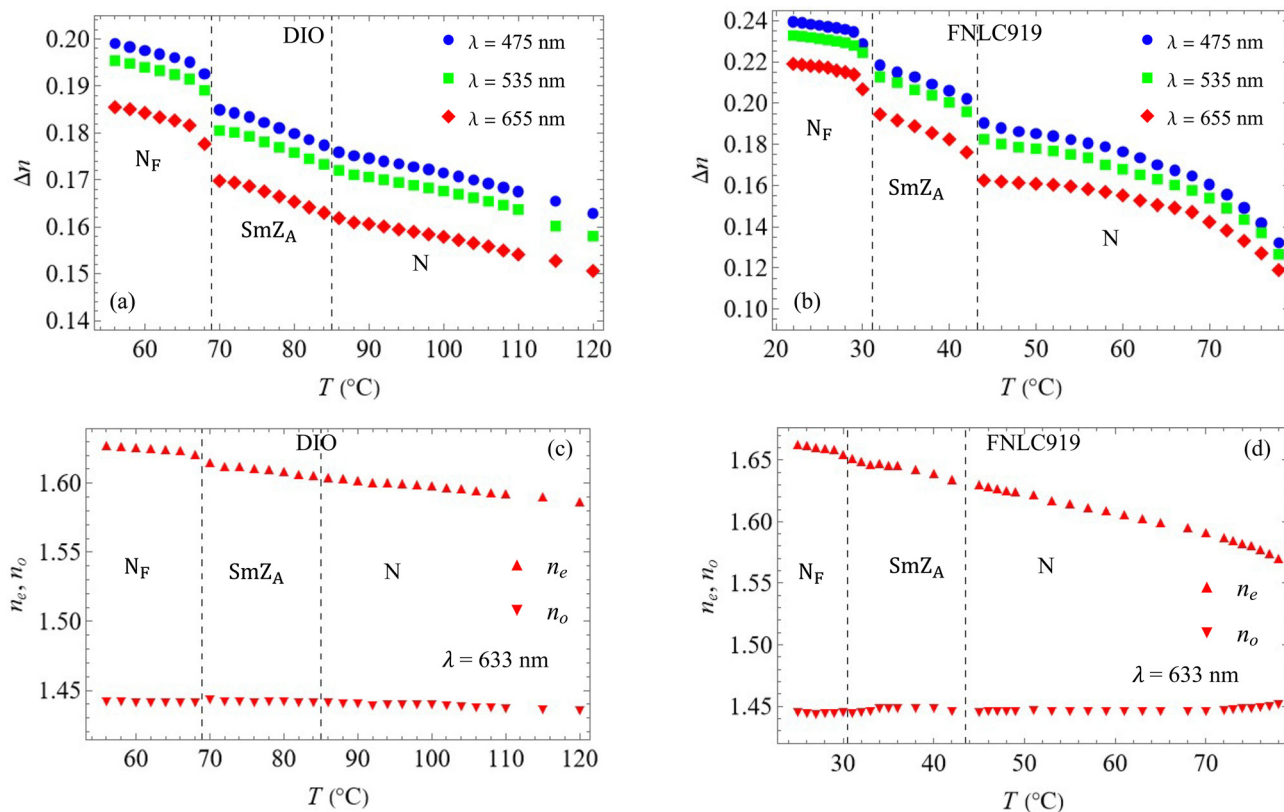 DIO
λ = 475 nm
λ = 535 nm
λ = 655 nm
0.20
0.19
0.18
0.17
0.16
0.15
0.14
Δn
N_F
SmZ_A
N
(a)
60 70 80 90 100 110 120
T (°C)
FNLC919
λ = 475 nm
λ = 535 nm
λ = 655 nm
0.24
0.22
0.20
0.18
0.16
0.14
0.12
0.10
Δn
N_F
SmZ_A
N
(b)
20 30 40 50 60 70
T (°C)
DIO
(c)
1.60
1.55
1.50
1.45
n_e, n_o
N_F
SmZ_A
N
n_e
n_o
λ = 633 nm
50 60 70 80 90 100 110 120
T (°C)
FNLC919
(d)
1.65
1.60
1.55
1.50
1.45
n_e, n_o
N_F
SmZ_A
N
n_e
n_o
λ = 633 nm
30 40 50 60 70
T (°C)